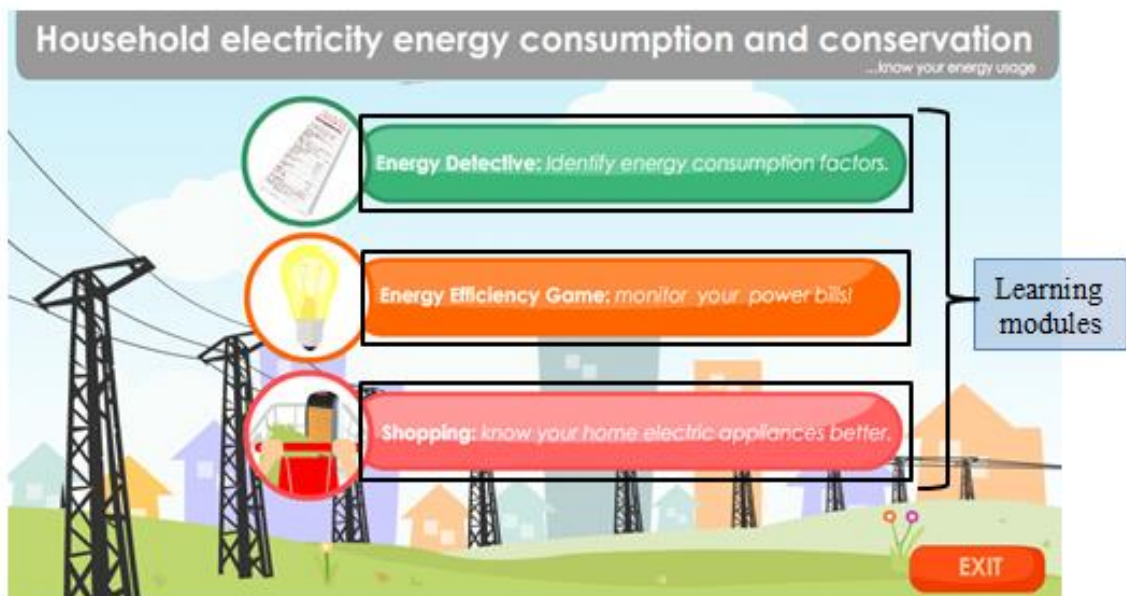 Household electricity energy consumption and conservation
...know your energy usage
Energy Detective: Identify energy consumption factors.
Energy Efficiency Game: monitor your power bills!
Learning
modules
Shopping: know your home electric appliances better.
EXIT